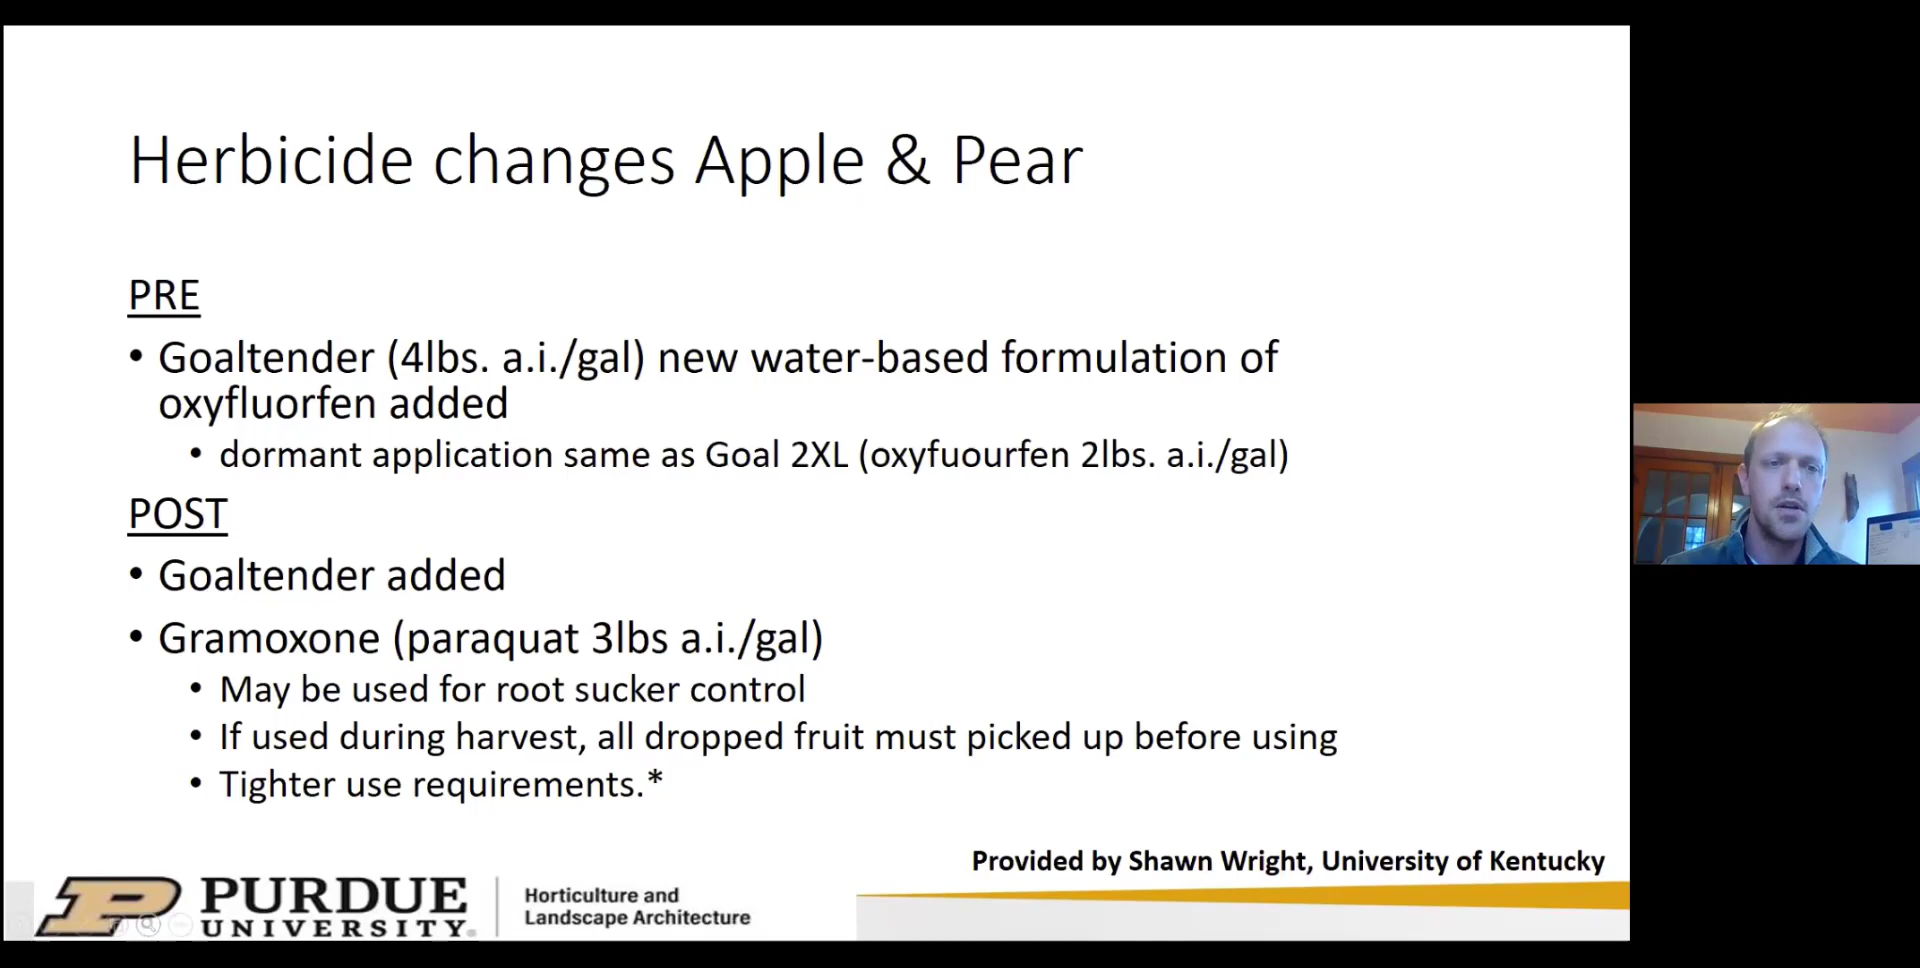 Herbicide changes Apple & Pear
PRE
• Goaltender (4lbs. a.i./gal) new water-based formulation of
oxyfluorfen added
• dormant application same as Goal 2XL (oxyfuourfen 2lbs. a.i./gal)
POST
• Goaltender added
• Gramoxone (paraquat 3lbs a.i./gal)
• May be used for root sucker control
• If used during harvest, all dropped fruit must picked up before using
• Tighter use requirements.*
Provided by Shawn Wright, University of Kentucky
PURDUE
UNIVERSITY®
Horticulture and
Landscape Architecture